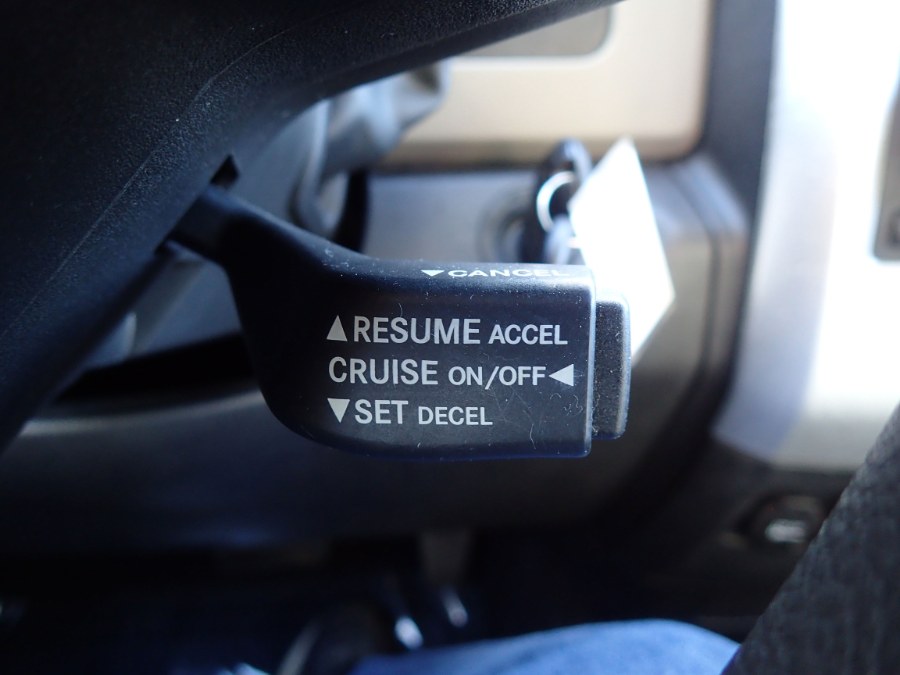 ▼CANCEL
▲RESUME ACCEL
CRUISE ON/OFF◀
▼SET DECEL